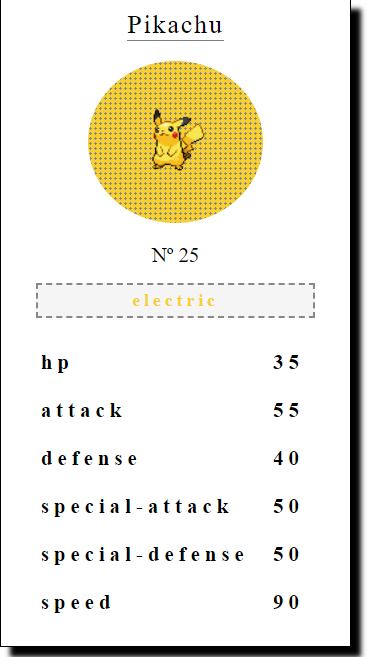 Pikachu
Nº 25
electric
hp 35
attack 55
defense 40
special-attack 50
special-defense 50
speed 90